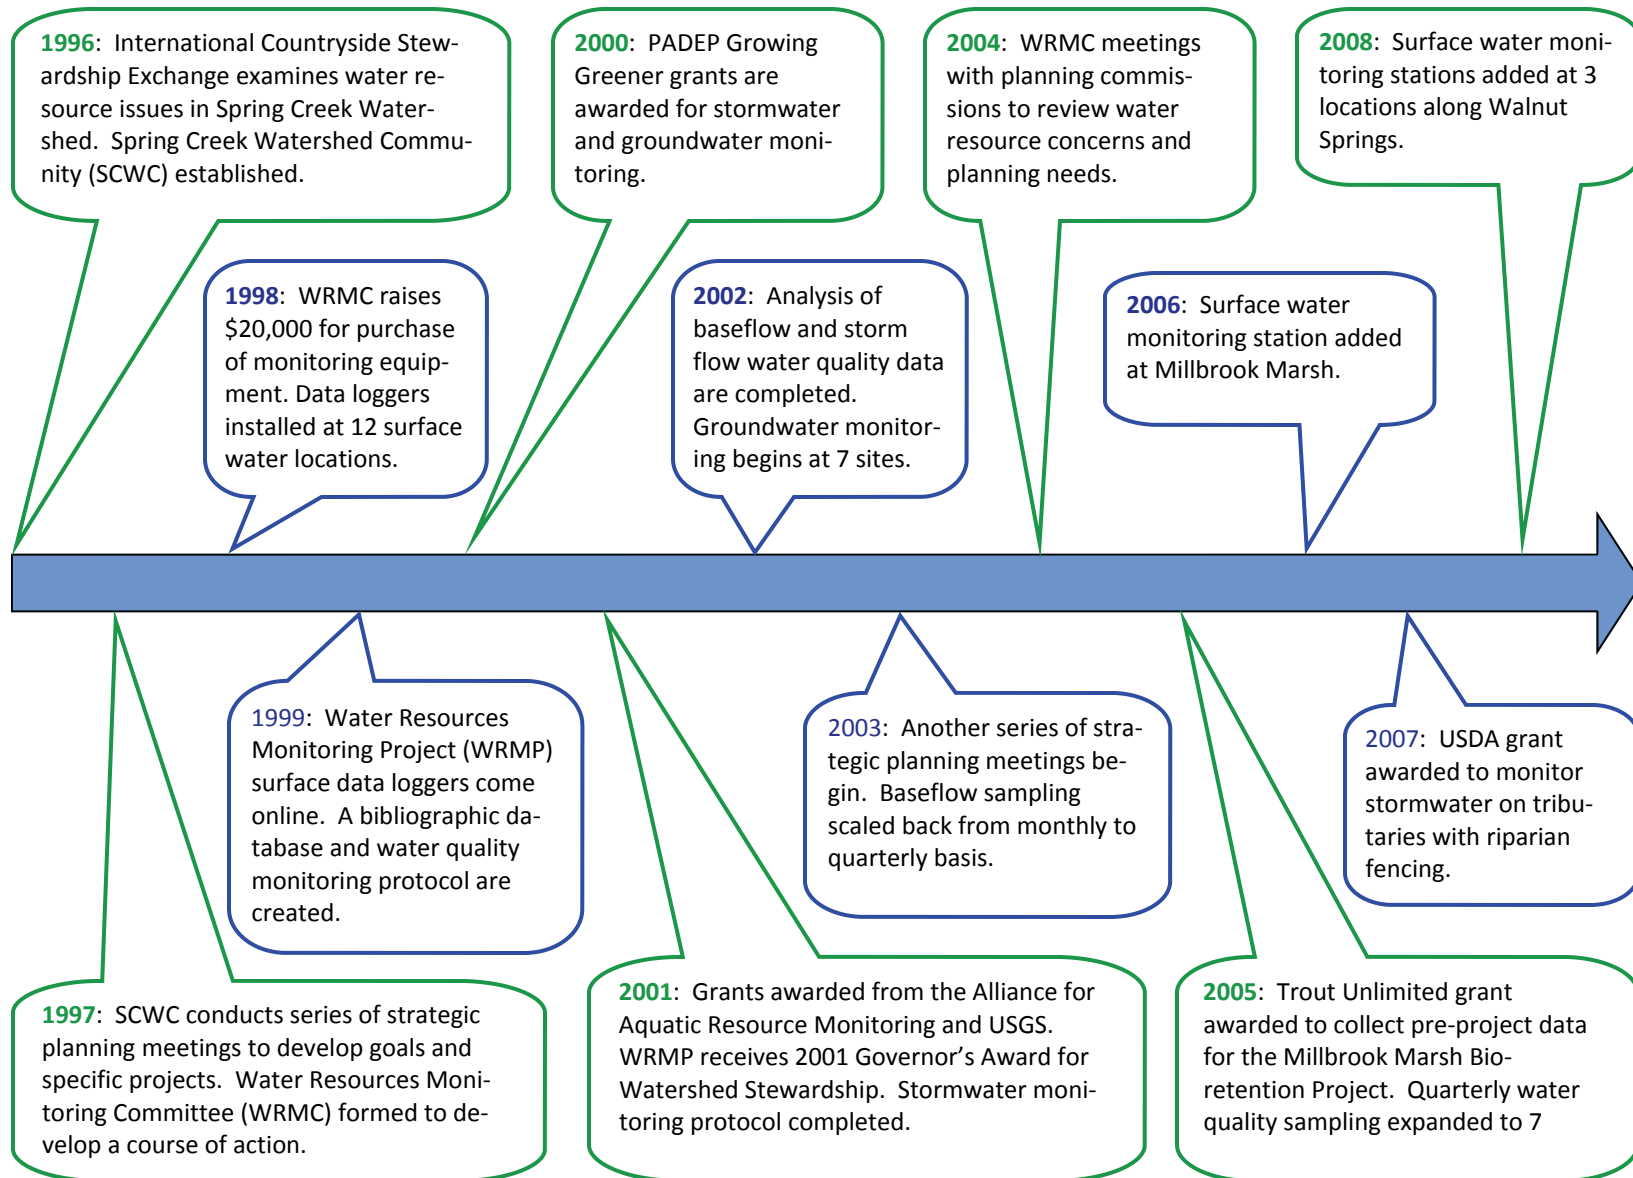 1996: International Countryside Stew-
ardship Exchange examines water re-
source issues in Spring Creek Water-
shed. Spring Creek Watershed Commu-
nity (SCWC) established.
2000: PADEP Growing
Greener grants are
awarded for stormwater
and groundwater moni-
toring.
2004: WRMC meetings
with planning commis-
sions to review water
resource concerns and
planning needs.
2008: Surface water moni-
toring stations added at 3
locations along Walnut
Springs.
1998: WRMC raises
$20,000 for purchase
of monitoring equip-
ment. Data loggers
installed at 12 surface
water locations.
2002: Analysis of
baseflow and storm
flow water quality data
are completed.
Groundwater monitor-
ing begins at 7 sites.
2006: Surface water
monitoring station added
at Millbrook Marsh.
1999: Water Resources
Monitoring Project (WRMP)
surface data loggers come
online. A bibliographic da-
tabase and water quality
monitoring protocol are
created.
2003: Another series of stra-
tegic planning meetings be-
gin. Baseflow sampling
scaled back from monthly to
quarterly basis.
2007: USDA grant
awarded to monitor
stormwater on tribu-
taries with riparian
fencing.
1997: SCWC conducts series of strategic
planning meetings to develop goals and
specific projects. Water Resources Moni-
toring Committee (WRMC) formed to de-
velop a course of action.
2001: Grants awarded from the Alliance for
Aquatic Resource Monitoring and USGS.
WRMP receives 2001 Governor's Award for
Watershed Stewardship. Stormwater moni-
toring protocol completed.
2005: Trout Unlimited grant
awarded to collect pre-project data
for the Millbrook Marsh Bio-
retention Project. Quarterly water
quality sampling expanded to 7